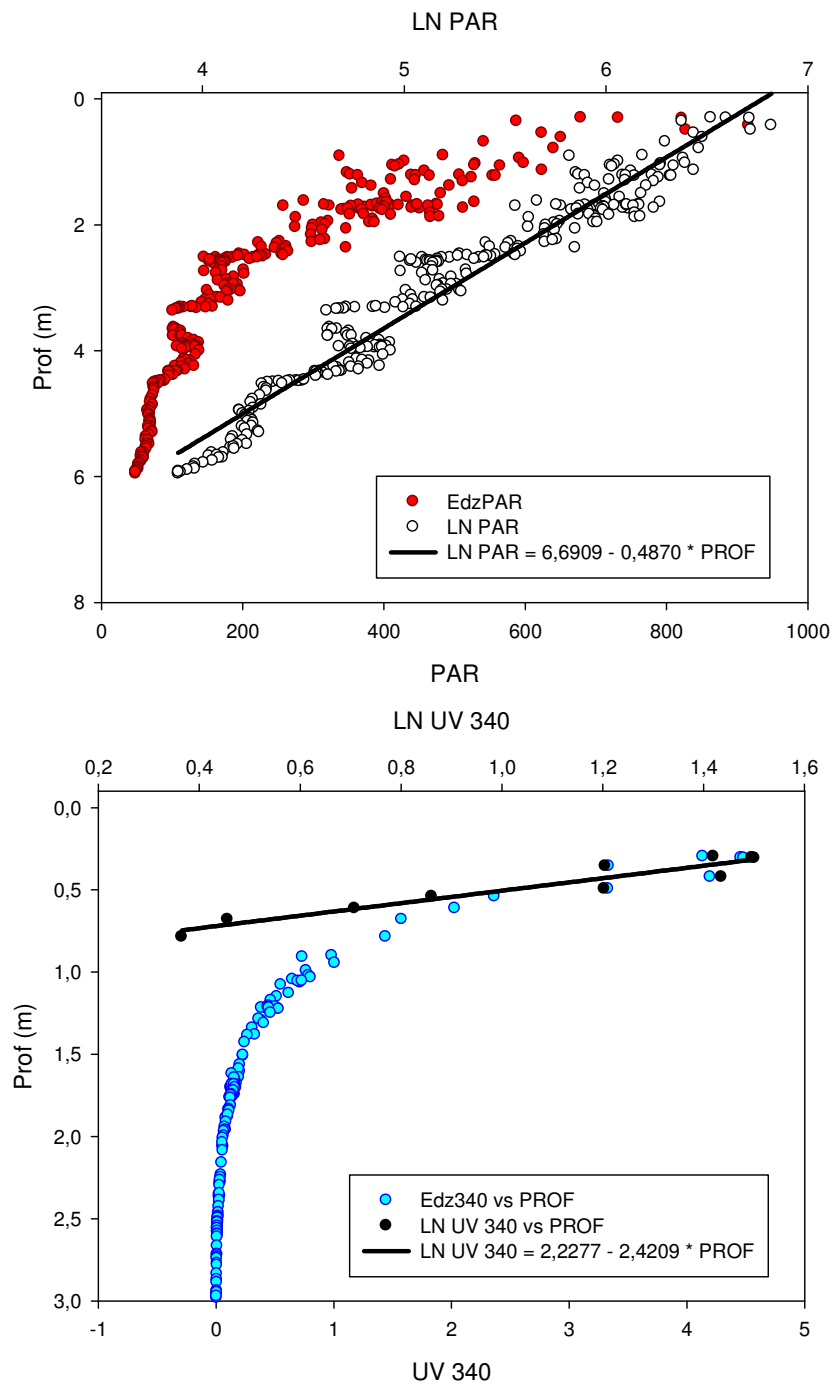 LN PAR
4 5 6 7
0
2
4
6
8
Prof (m)
EdzPAR
LN PAR
LN PAR = 6,6909 - 0,4870 * PROF
0 200 400 600 800 1000
PAR
LN UV 340
0,2 0,4 0,6 0,8 1,0 1,2 1,4 1,6
0,0
0,5
1,0
1,5
2,0
2,5
3,0
Prof (m)
Edz340 vs PROF
LN UV 340 vs PROF
LN UV 340 = 2,2277 - 2,4209 * PROF
-1 0 1 2 3 4 5
UV 340